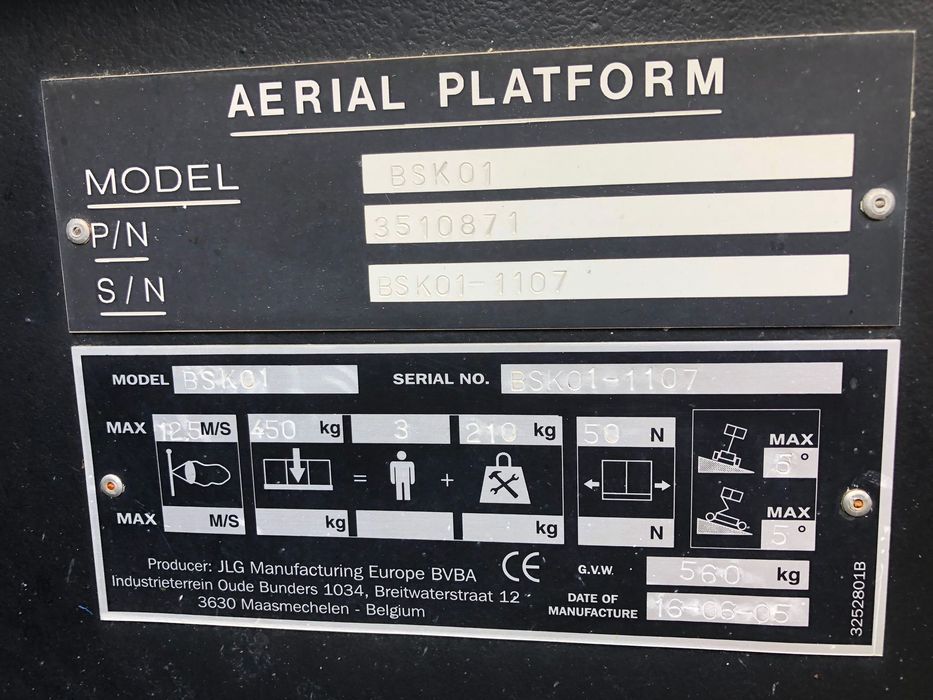 AERIAL PLATFORM
MODEL BSK01
P/N 3510871
S/N BSK01-1107
MODEL BSK01 SERIAL NO. BSK01-1107
MAX 12,5 M/S 450 kg 3 210 kg 50 N
MAX 5°
= +
MAX M/S kg kg N
MAX 5°
Producer: JLG Manufacturing Europe BVBA
Industrieterrein Oude Bunders 1034, Breitwaterstraat 12
3630 Maasmechelen - Belgium
CE
G.V.W. 560 kg
DATE OF MANUFACTURE 16-06-05
3252801B